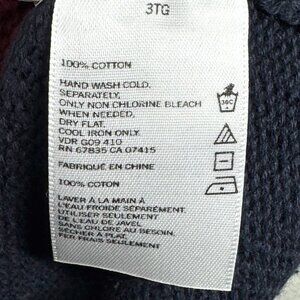 3TG
100% COTTON
HAND WASH COLD,
SEPARATELY,
ONLY NON CHLORINE BLEACH
WHEN NEEDED,
DRY FLAT,
COOL IRON ONLY
VDR G09 410
RN 67835 CA 07415
FABRIQUÉ EN CHINE
100% COTON
LAVER À LA MAIN À
L'EAU FROIDE SÉPARÉMENT
UTILISER SEULEMENT
DE L'EAU JAVEL
SANS CHLORE AU BESOIN.
SÉCHER À PLAT.
FER FROID SEULEMENT
30C